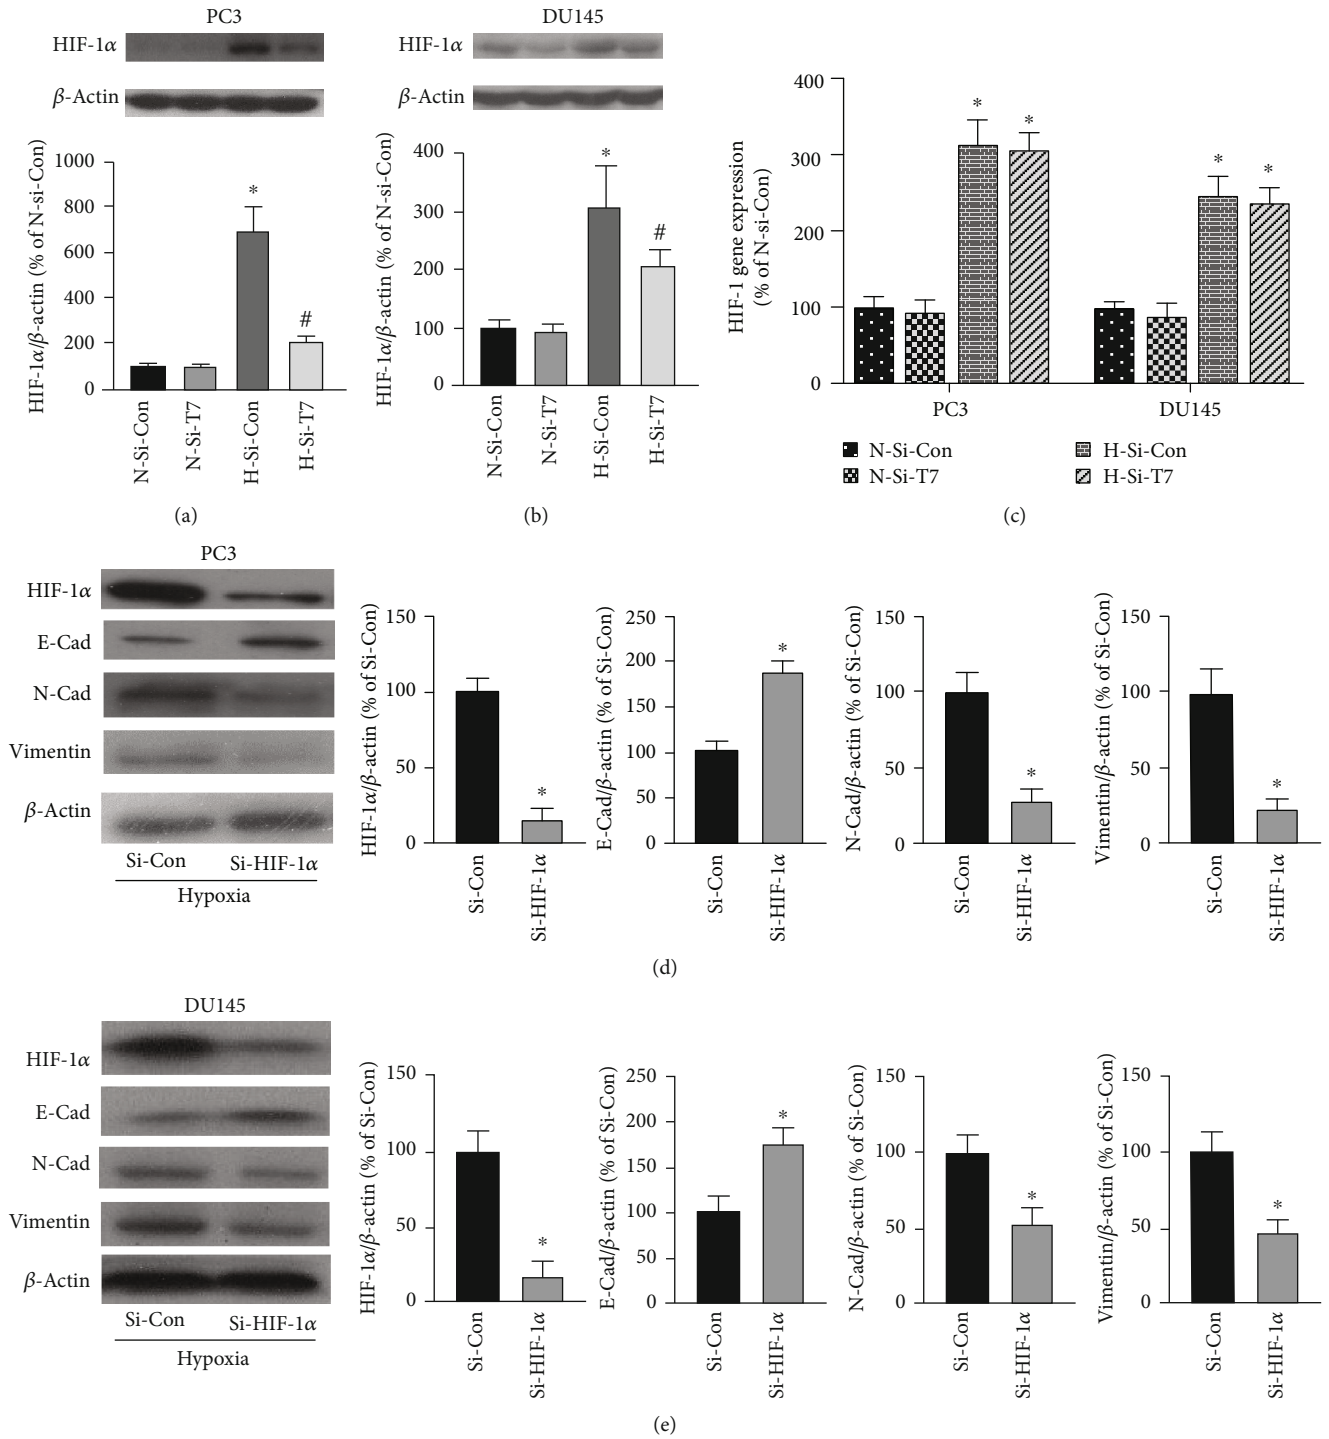 PC3
HIF-1α
β-Actin
HIF-1α/β-actin (% of N-si-Con)
1000
800
600
400
200
0
*
#
N-Si-Con
N-Si-T7
H-Si-Con
H-Si-T7
(a)
DU145
HIF-1α
β-Actin
HIF-1α/β-actin (% of N-si-Con)
400
300
200
100
0
*
#
N-Si-Con
N-Si-T7
H-Si-Con
H-Si-T7
(b)
HIF-1 gene expression
(% of N-si-Con)
400
300
200
100
0
*
*
*
*
PC3
DU145
N-Si-Con
N-Si-T7
H-Si-Con
H-Si-T7
(c)
PC3
HIF-1α
E-Cad
N-Cad
Vimentin
β-Actin
Si-Con
Si-HIF-1α
Hypoxia
HIF-1α/β-actin (% of Si-Con)
150
100
50
0
*
Si-Con
Si-HIF-1α
E-Cad/β-actin (% of Si-Con)
250
200
150
100
50
0
*
Si-Con
Si-HIF-1α
N-Cad/β-actin (% of Si-Con)
150
100
50
0
*
Si-Con
Si-HIF-1α
Vimentin/β-actin (% of Si-Con)
150
100
50
0
*
Si-Con
Si-HIF-1α
(d)
DU145
HIF-1α
E-Cad
N-Cad
Vimentin
β-Actin
Si-Con
Si-HIF-1α
Hypoxia
HIF-1α/β-actin (% of Si-Con)
150
100
50
0
*
Si-Con
Si-HIF-1α
E-Cad/β-actin (% of Si-Con)
250
200
150
100
50
0
*
Si-Con
Si-HIF-1α
N-Cad/β-actin (% of Si-Con)
150
100
50
0
*
Si-Con
Si-HIF-1α
Vimentin/β-actin (% of Si-Con)
150
100
50
0
*
Si-Con
Si-HIF-1α
(e)